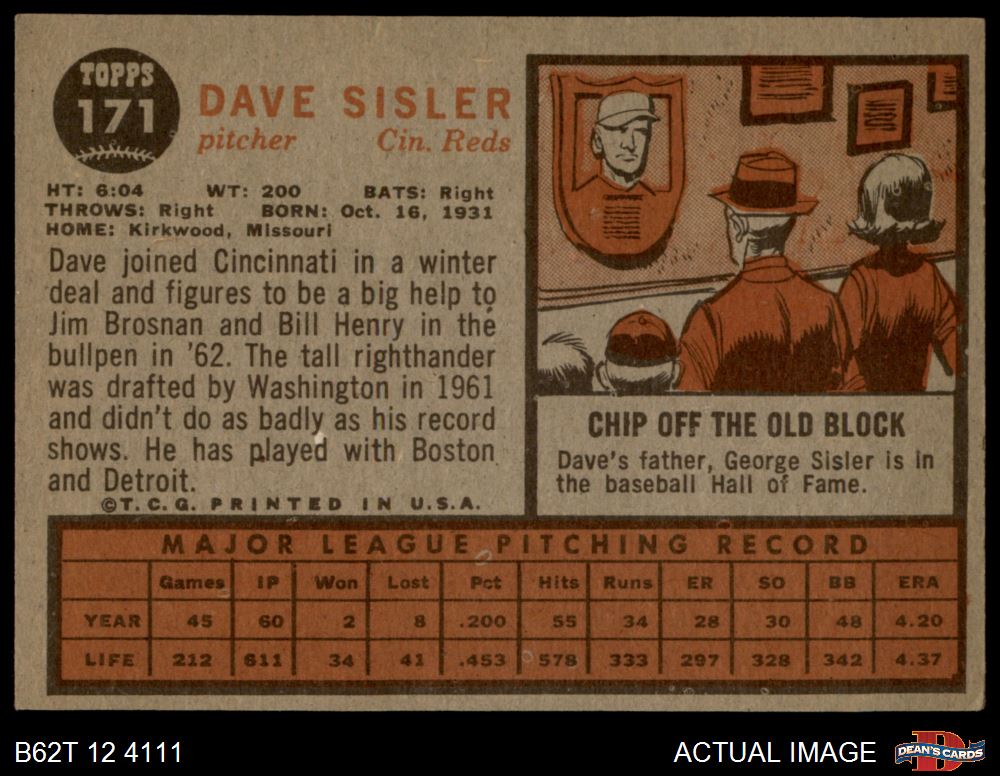 TOPPS
171
DAVE SISLER
pitcher Cin. Reds
HT: 6:04 WT: 200 BATS: Right
THROWS: Right BORN: Oct. 16, 1931
HOME: Kirkwood, Missouri
Dave joined Cincinnati in a winter
deal and figures to be a big help to
Jim Brosnan and Bill Henry in the
bullpen in '62. The tall righthander
was drafted by Washington in 1961
and didn't do as badly as his record
shows. He has played with Boston
and Detroit.
©T.C.G. PRINTED IN U.S.A.
CHIP OFF THE OLD BLOCK
Dave's father, George Sisler is in
the baseball Hall of Fame.
MAJOR LEAGUE PITCHING RECORD
Games IP Won Lost Pct Hits Runs ER SO BB ERA
YEAR 45 60 2 8 .200 55 34 28 30 48 4.20
LIFE 212 611 34 41 .453 578 333 297 328 342 4.37
B62T 12 4111
ACTUAL IMAGE
DEAN'S CARDS